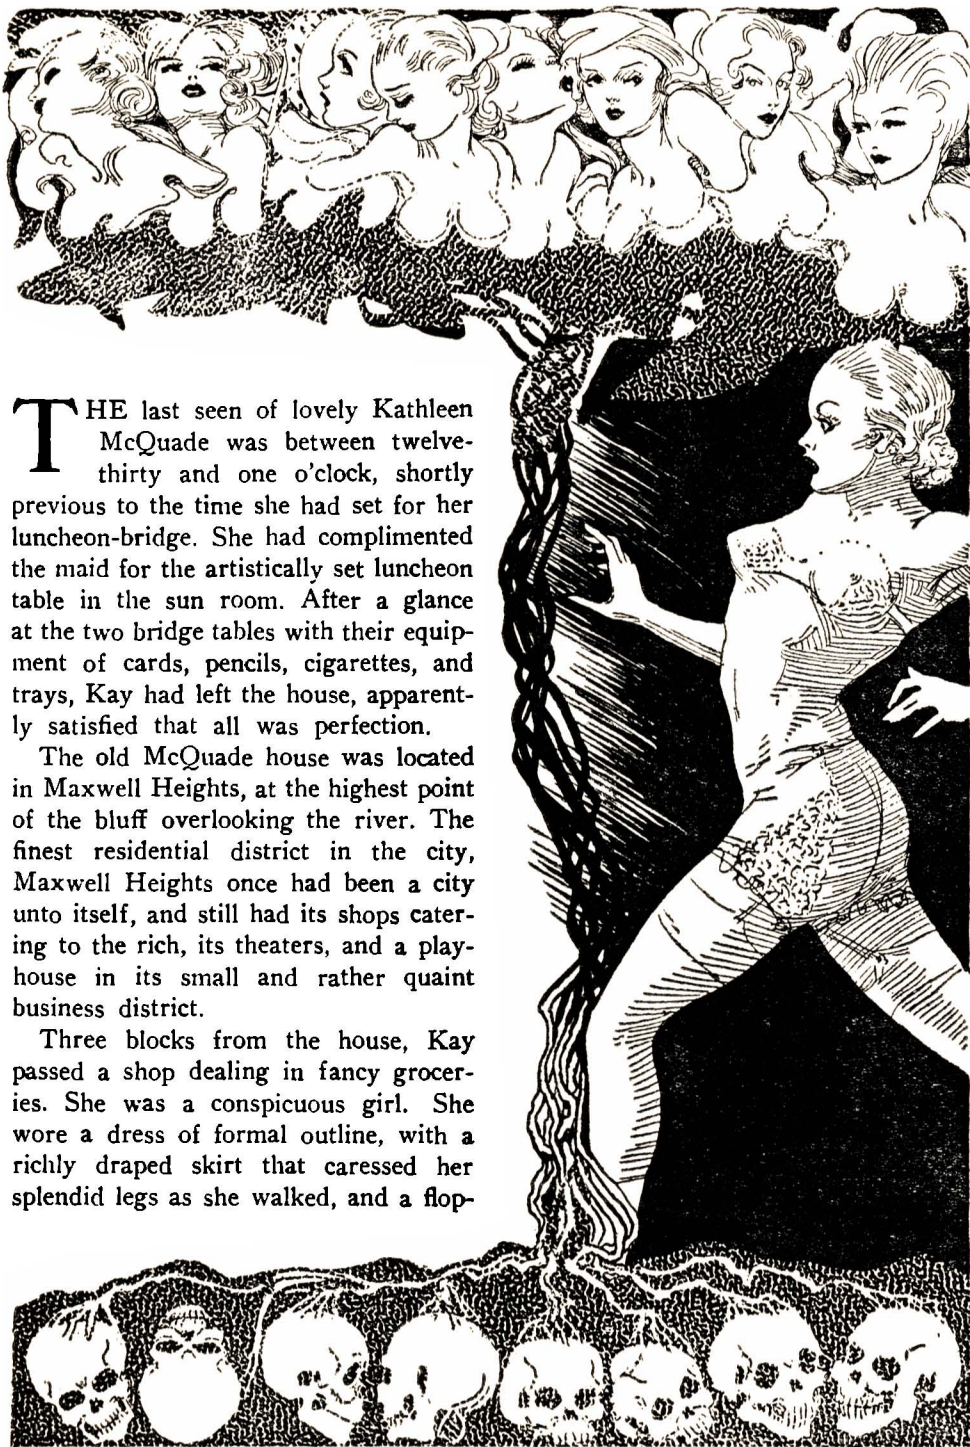 THE last seen of lovely Kathleen
McQuade was between twelve-
thirty and one o'clock, shortly
previous to the time she had set for her
luncheon-bridge. She had complimented
the maid for the artistically set luncheon
table in the sun room. After a glance
at the two bridge tables with their equip-
ment of cards, pencils, cigarettes, and
trays, Kay had left the house, apparent-
ly satisfied that all was perfection.
The old McQuade house was located
in Maxwell Heights, at the highest point
of the bluff overlooking the river. The
finest residential district in the city,
Maxwell Heights once had been a city
unto itself, and still had its shops cater-
ing to the rich, its theaters, and a play-
house in its small and rather quaint
business district.
Three blocks from the house, Kay
passed a shop dealing in fancy grocer-
ies. She was a conspicuous girl. She
wore a dress of formal outline, with a
richly draped skirt that caressed her
splendid legs as she walked, and a flop-